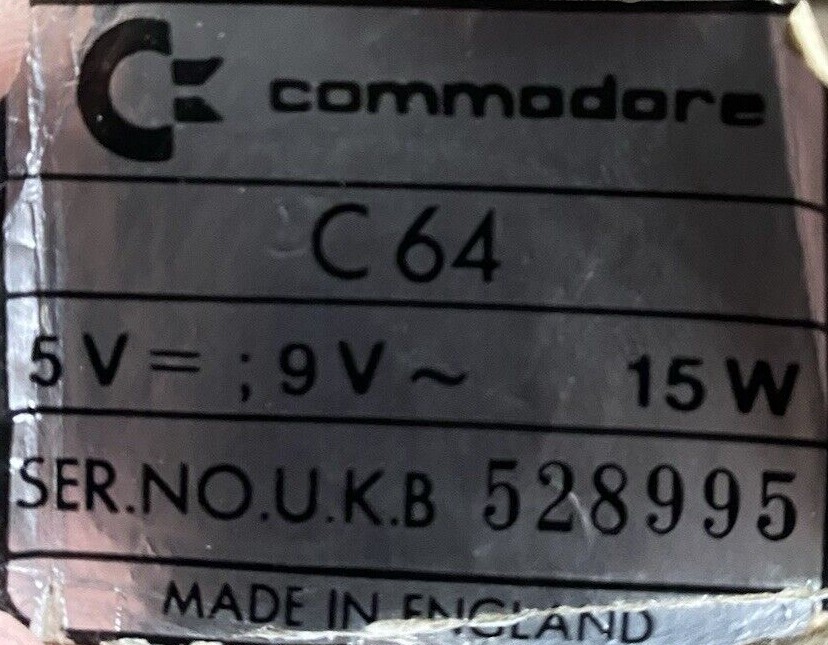 commodore
C 64
5 V = ; 9 V ~ 15 W
SER.NO.U.K.B 528995
MADE IN ENGLAND